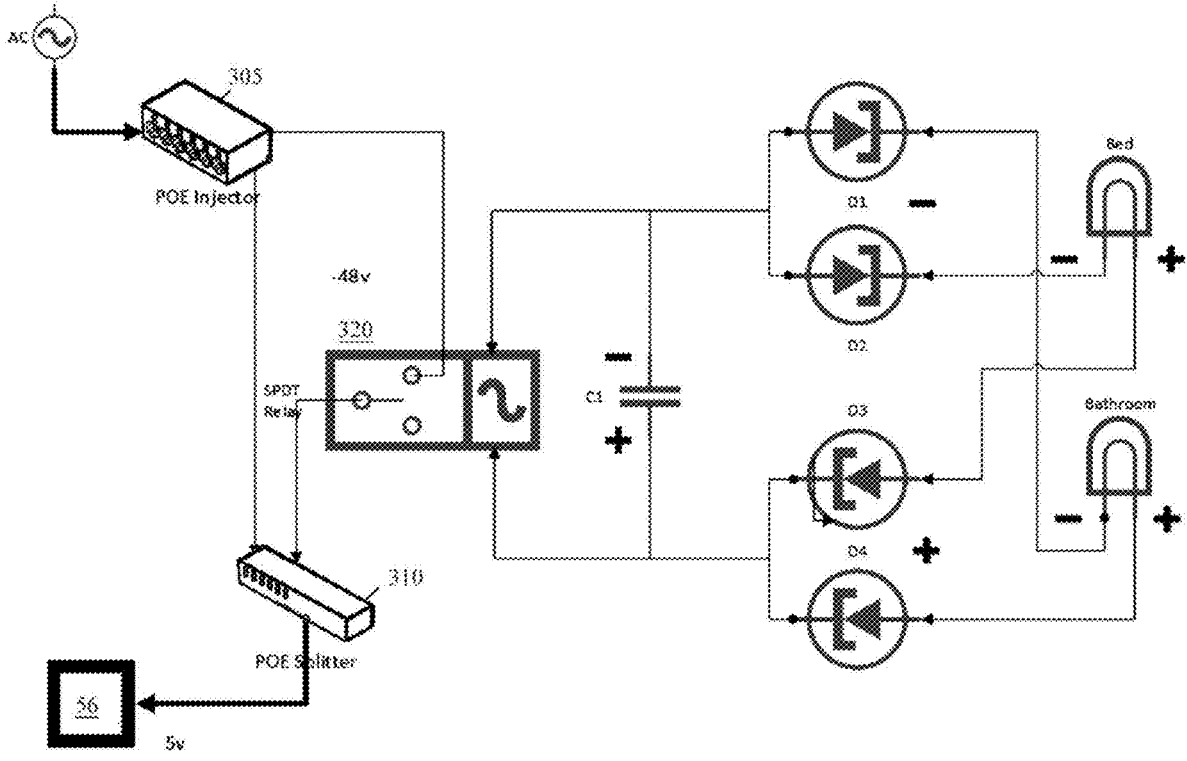 AC
305
POE Injector
-48v
320
SPDT
Relay
C1
D1
D2
D3
D4
Bed
Bathroom
310
POE Splitter
56
5v